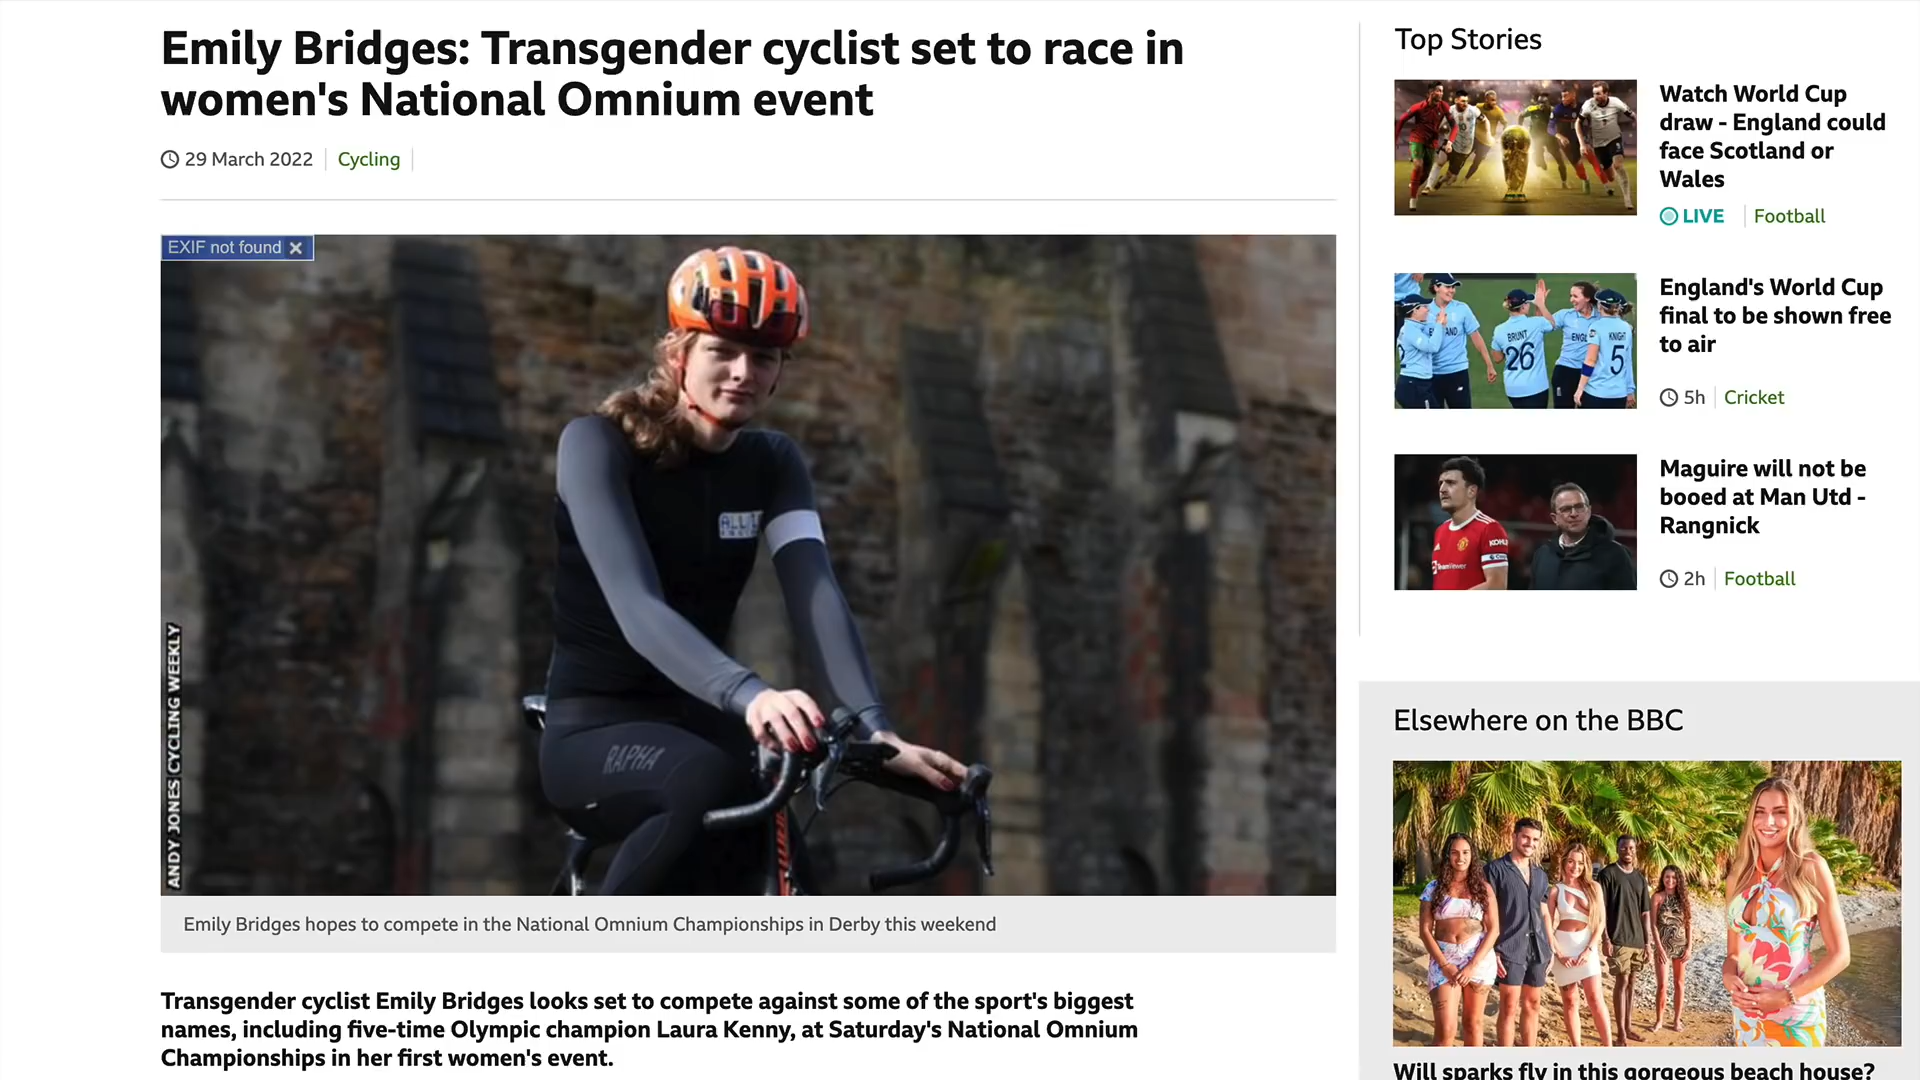 Emily Bridges: Transgender cyclist set to race in
women's National Omnium event
29 March 2022
Cycling
EXIF not found
ALLI
RAPHA
ANDY JONES CYCLING WEEKLY
Emily Bridges hopes to compete in the National Omnium Championships in Derby this weekend
Transgender cyclist Emily Bridges looks set to compete against some of the sport's biggest
names, including five-time Olympic champion Laura Kenny, at Saturday's National Omnium
Championships in her first women's event.
Top Stories
Watch World Cup
draw - England could
face Scotland or
Wales
LIVE
Football
BRUNT
26
KNIGHT
5
England's World Cup
final to be shown free
to air
5h
Cricket
TeamViewer
Maguire will not be
booed at Man Utd -
Rangnick
2h
Football
Elsewhere on the BBC
Will sparks fly in this gorgeous beach house?